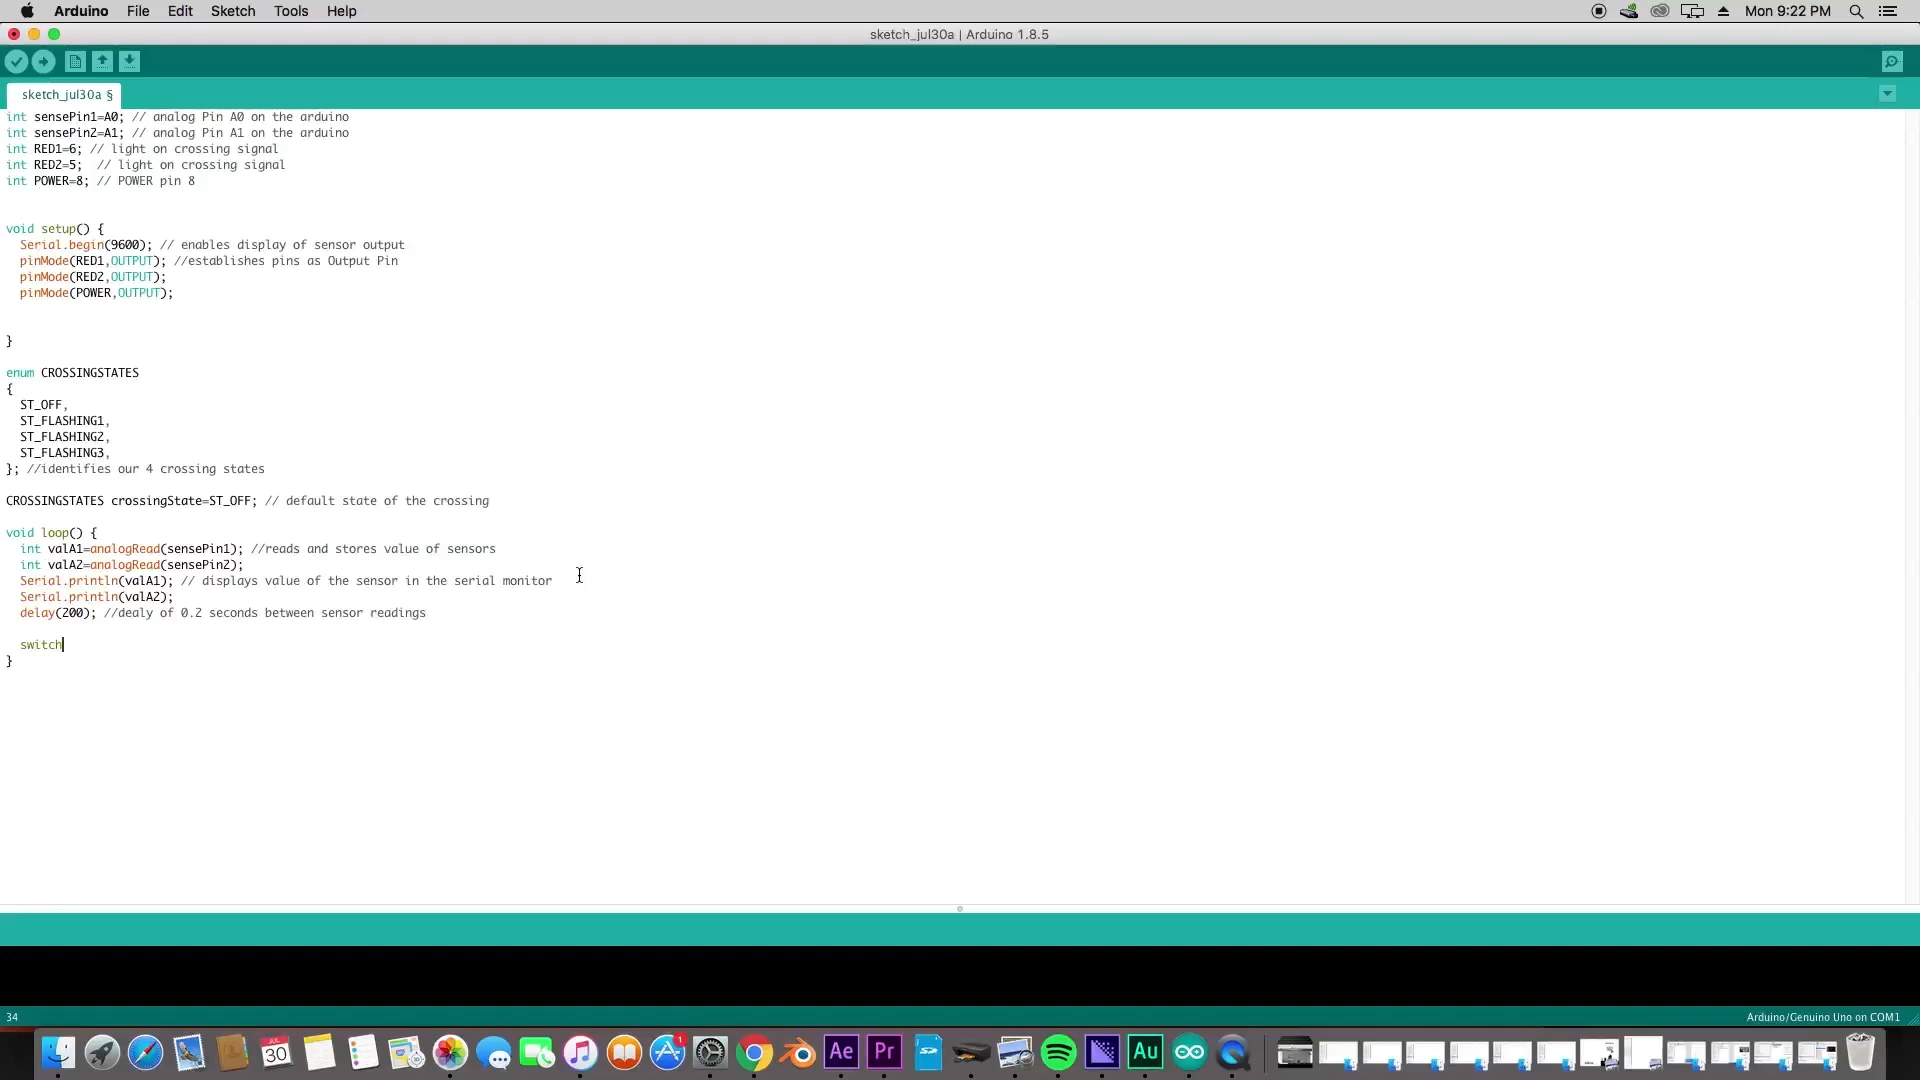 Arduino File Edit Sketch Tools Help Mon 9:22 PM
sketch_jul30a | Arduino 1.8.5
sketch_jul30a §
int sensePin1=A0; // analog Pin A0 on the arduino
int sensePin2=A1; // analog Pin A1 on the arduino
int RED1=6; // light on crossing signal
int RED2=5;  // light on crossing signal
int POWER=8; // POWER pin 8
void setup() {
  Serial.begin(9600); // enables display of sensor output
  pinMode(RED1,OUTPUT); //establishes pins as Output Pin
  pinMode(RED2,OUTPUT);
  pinMode(POWER,OUTPUT);
}
enum CROSSINGSTATES
{
  ST_OFF,
  ST_FLASHING1,
  ST_FLASHING2,
  ST_FLASHING3,
}; //identifies our 4 crossing states
CROSSINGSTATES crossingState=ST_OFF; // default state of the crossing
void loop() {
  int valA1=analogRead(sensePin1); //reads and stores value of sensors
  int valA2=analogRead(sensePin2);
  Serial.println(valA1); // displays value of the sensor in the serial monitor
  Serial.println(valA2);
  delay(200); //dealy of 0.2 seconds between sensor readings
  switch
}
34 Arduino/Genuino Uno on COM1
JUL
30
1
Ae
Pr
Au